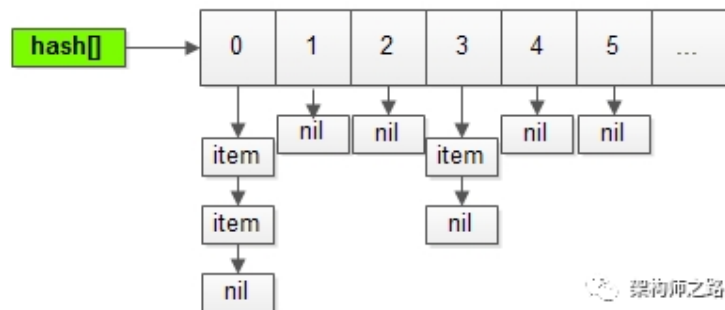 hash[] 0 1 2 3 4 5 ...
nil nil nil nil
item item
item nil
nil
架构师之路